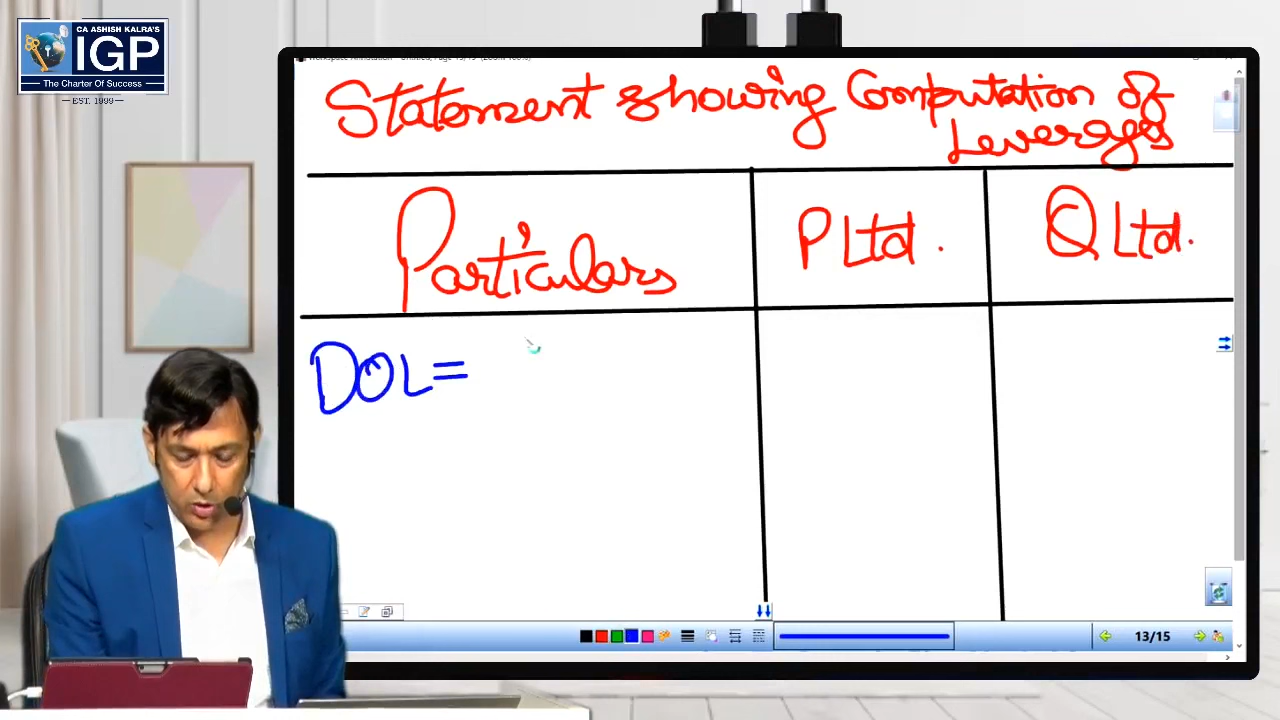 CA ASHISH KALRA'S
IGP
The Charter Of Success
EST. 1999
Statement showing Computation of
Leverages
Particulars
P Ltd.
Q Ltd.
DOL=
13/15